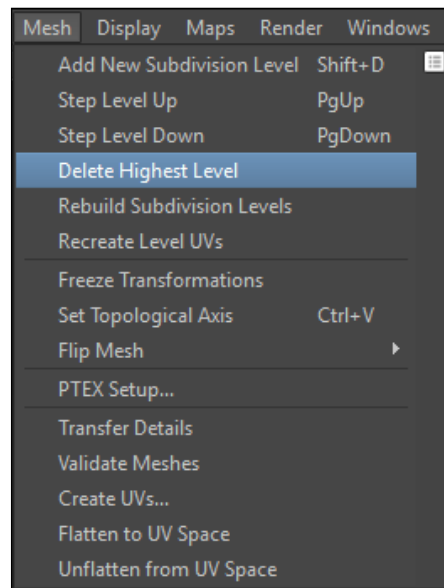 Mesh Display Maps Render Windows
Add New Subdivision Level Shift+D
Step Level Up PgUp
Step Level Down PgDown
Delete Highest Level
Rebuild Subdivision Levels
Recreate Level UVs
Freeze Transformations
Set Topological Axis Ctrl+V
Flip Mesh
PTEX Setup...
Transfer Details
Validate Meshes
Create UVs...
Flatten to UV Space
Unflatten from UV Space